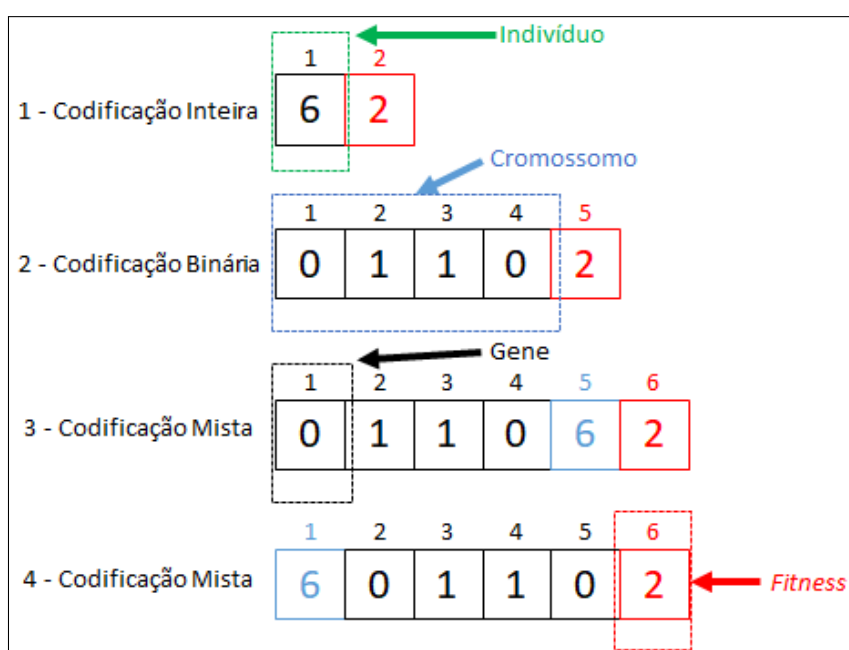 Indivíduo
1 2
1 - Codificação Inteira 6 2
Cromossomo
1 2 3 4 5
2 - Codificação Binária 0 1 1 0 2
Gene
1 2 3 4 5 6
3 - Codificação Mista 0 1 1 0 6 2
1 2 3 4 5 6
4 - Codificação Mista 6 0 1 1 0 2 Fitness